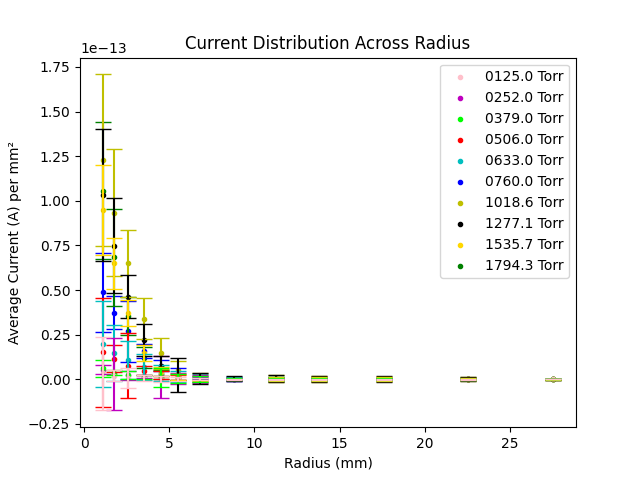 Current Distribution Across Radius
1e−13
Average Current (A) per mm²
1.75
1.50
1.25
1.00
0.75
0.50
0.25
0.00
−0.25
0125.0 Torr
0252.0 Torr
0379.0 Torr
0506.0 Torr
0633.0 Torr
0760.0 Torr
1018.6 Torr
1277.1 Torr
1535.7 Torr
1794.3 Torr
0 5 10 15 20 25
Radius (mm)